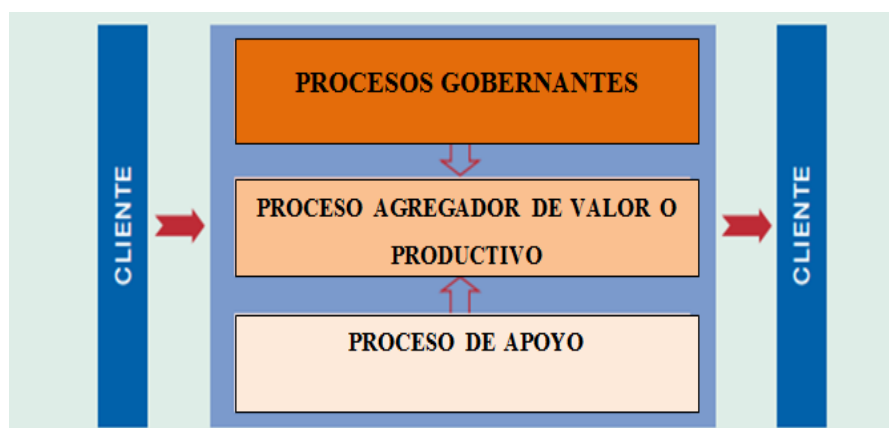 CLIENTE
PROCESOS GOBERNANTES
PROCESO AGREGADOR DE VALOR O
PRODUCTIVO
PROCESO DE APOYO
CLIENTE